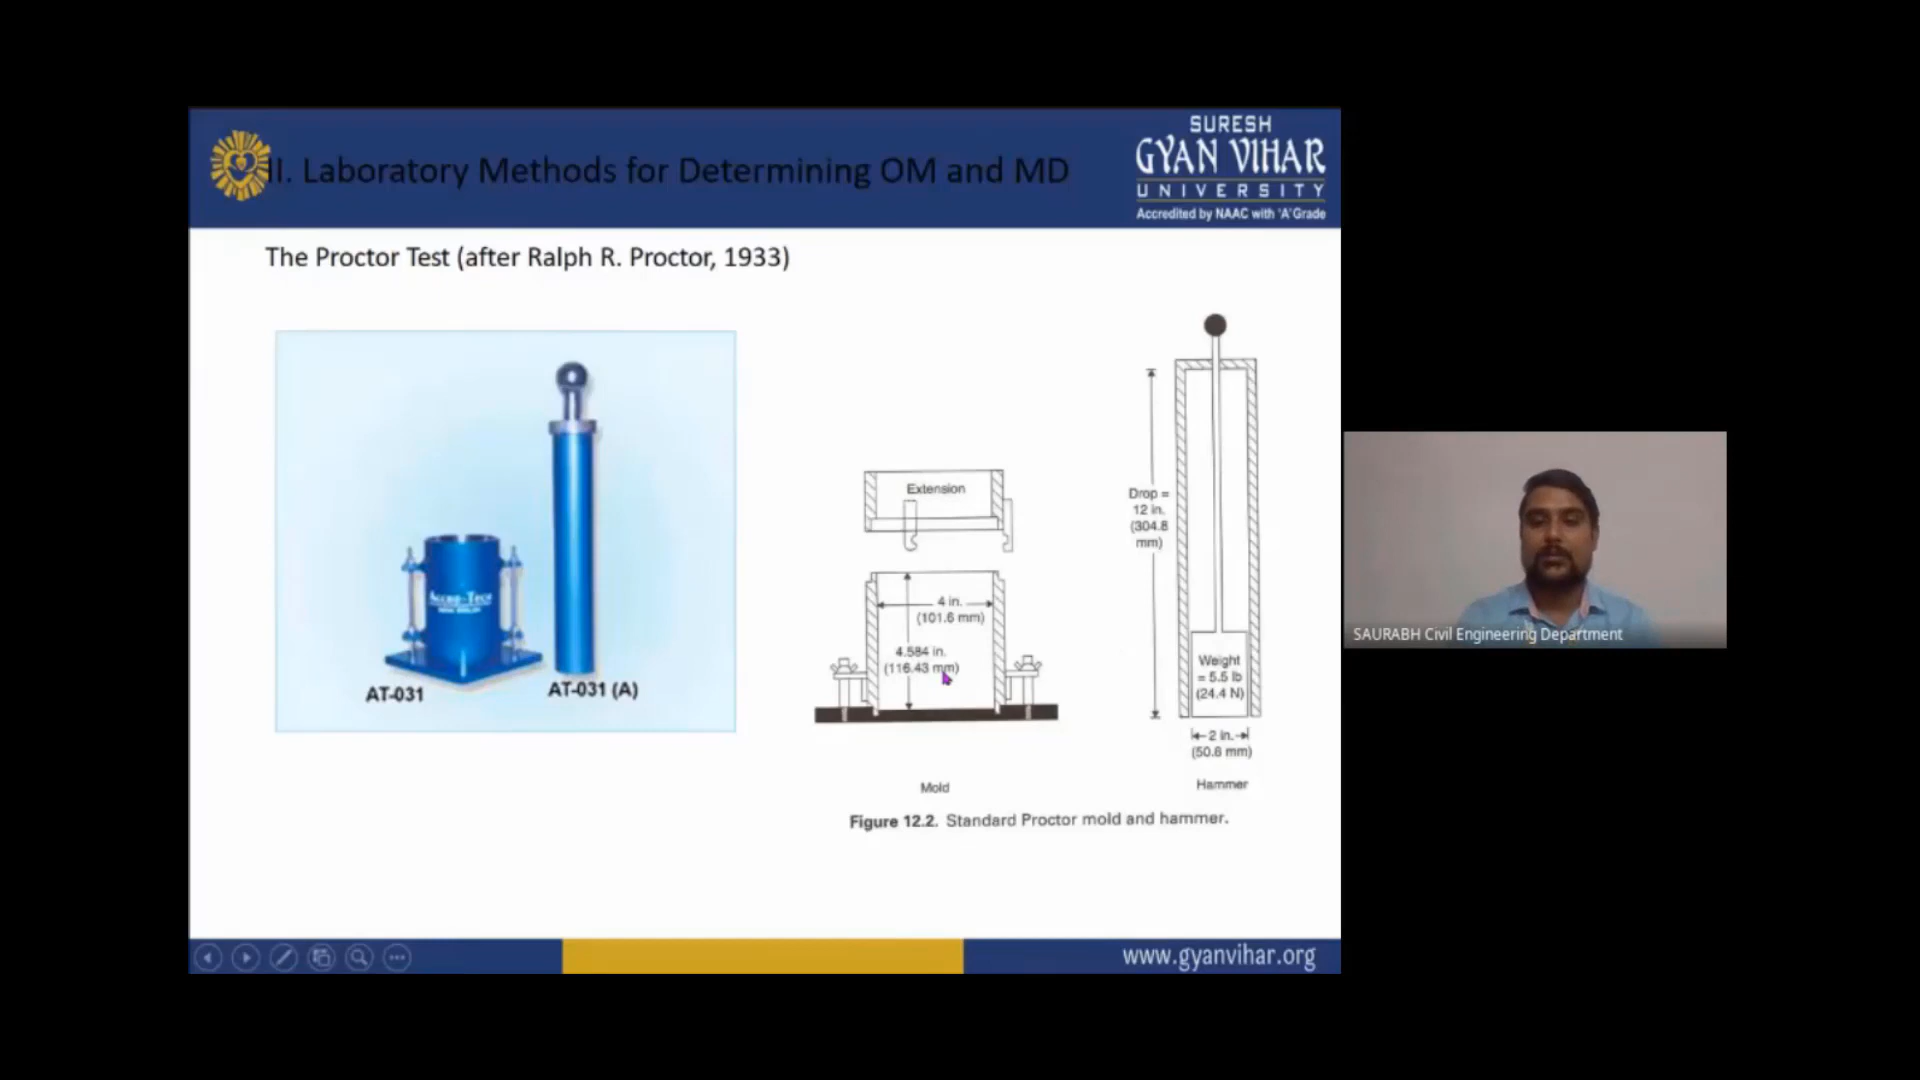 II. Laboratory Methods for Determining OM and MD
SURESH
GYAN VIHAR
UNIVERSITY
Accredited by NAAC with 'A' Grade
The Proctor Test (after Ralph R. Proctor, 1933)
Accro-Tech
AT-031
AT-031 (A)
Extension
4 in.
(101.6 mm)
4.584 in.
(116.43 mm)
Mold
Drop =
12 in.
(304.8
mm)
Weight
= 5.5 lb
(24.4 N)
2 in.
(50.8 mm)
Hammer
Figure 12.2. Standard Proctor mold and hammer.
SAURABH Civil Engineering Department
www.gyanvihar.org